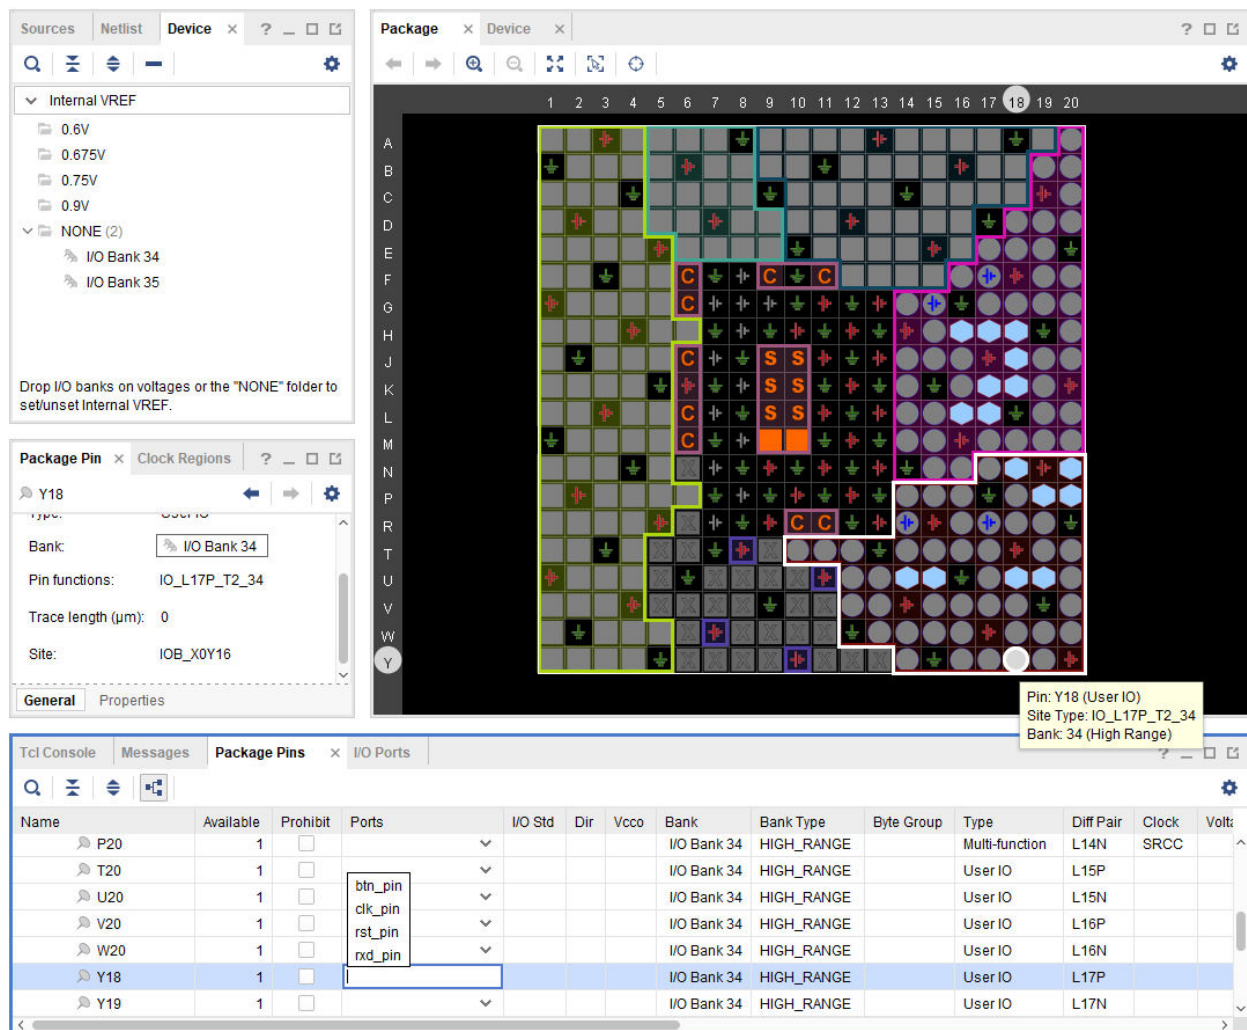 Sources Netlist Device × ? _
Internal VREF
0.6V
0.675V
0.75V
0.9V
NONE (2)
I/O Bank 34
I/O Bank 35
Drop I/O banks on voltages or the "NONE" folder to
set/unset Internal VREF.
Package Pin × Clock Regions ? _
Y18
Type: User IO
Bank: I/O Bank 34
Pin functions: IO_L17P_T2_34
Trace length (µm): 0
Site: IOB_X0Y16
General Properties
Package × Device × ?
1 2 3 4 5 6 7 8 9 10 11 12 13 14 15 16 17 18 19 20
A
B
C
D
E
F C C C
G C
H
J C S S
K S S
L C S S
M C
N X
P
R X C C
T X X X
U X X X X
V X X X X X X X
W X X X X X
Y X X X X X X
Pin: Y18 (User IO)
Site Type: IO_L17P_T2_34
Bank: 34 (High Range)
Tcl Console Messages Package Pins × I/O Ports ? _
Name Available Prohibit Ports I/O Std Dir Vcco Bank Bank Type Byte Group Type Diff Pair Clock Volta
P20 1 I/O Bank 34 HIGH_RANGE Multi-function L14N SRCC
T20 1 I/O Bank 34 HIGH_RANGE User IO L15P
U20 1 I/O Bank 34 HIGH_RANGE User IO L15N
V20 1 I/O Bank 34 HIGH_RANGE User IO L16P
W20 1 I/O Bank 34 HIGH_RANGE User IO L16N
Y18 1 I/O Bank 34 HIGH_RANGE User IO L17P
Y19 1 I/O Bank 34 HIGH_RANGE User IO L17N
btn_pin
clk_pin
rst_pin
rxd_pin